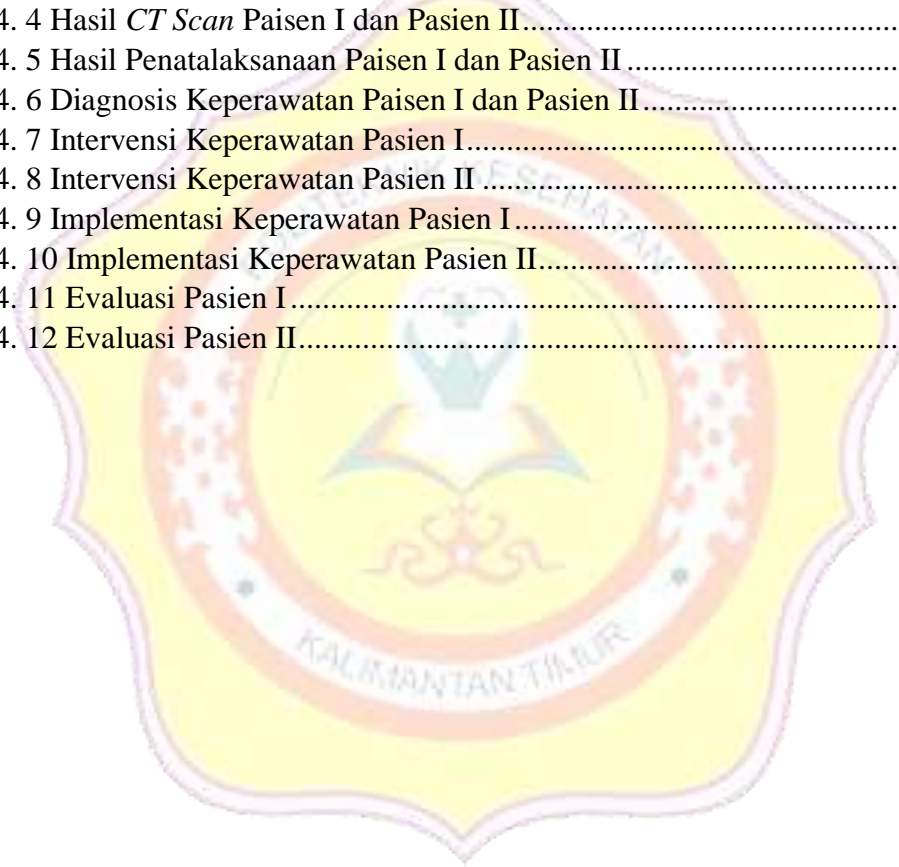 4. 4 Hasil CT Scan Paisen I dan Pasien II........................................
4. 5 Hasil Penatalaksanaan Paisen I dan Pasien II........................................
4. 6 Diagnosis Keperawatan Paisen I dan Pasien II........................................
4. 7 Intervensi Keperawatan Pasien I........................................
4. 8 Intervensi Keperawatan Pasien II ........................................
4. 9 Implementasi Keperawatan Pasien I........................................
4. 10 Implementasi Keperawatan Pasien II........................................
4. 11 Evaluasi Pasien I........................................
4. 12 Evaluasi Pasien II........................................
KESEHATAN
KALIMANTAN TIMUR